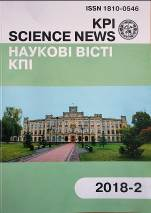 ISSN 1810-0546
KPI
SCIENCE NEWS
НАУКОВІ ВІСТІ
КПІ
2018-2